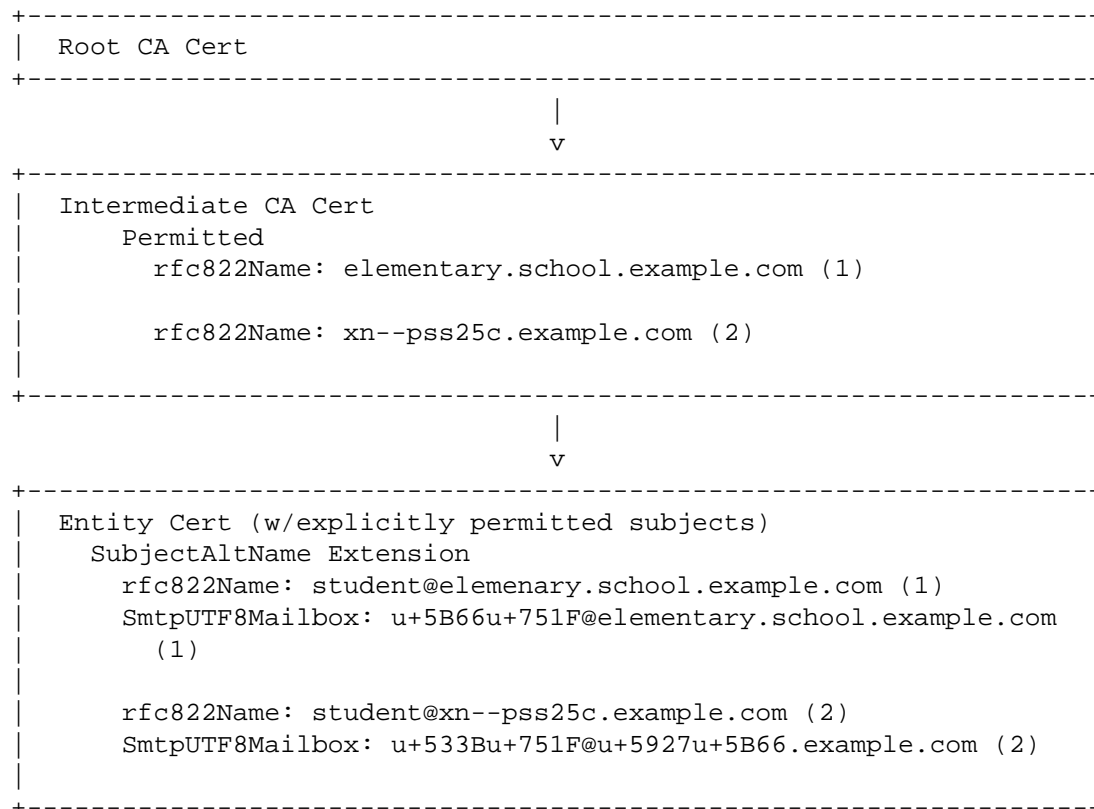 Root CA Cert
v
Intermediate CA Cert
Permitted
rfc822Name: elementary.school.example.com (1)
rfc822Name: xn--pss25c.example.com (2)
v
Entity Cert (w/explicitly permitted subjects)
SubjectAltName Extension
rfc822Name: student@elemenary.school.example.com (1)
SmtpUTF8Mailbox: u+5B66u+751F@elementary.school.example.com
(1)
rfc822Name: student@xn--pss25c.example.com (2)
SmtpUTF8Mailbox: u+533Bu+751F@u+5927u+5B66.example.com (2)